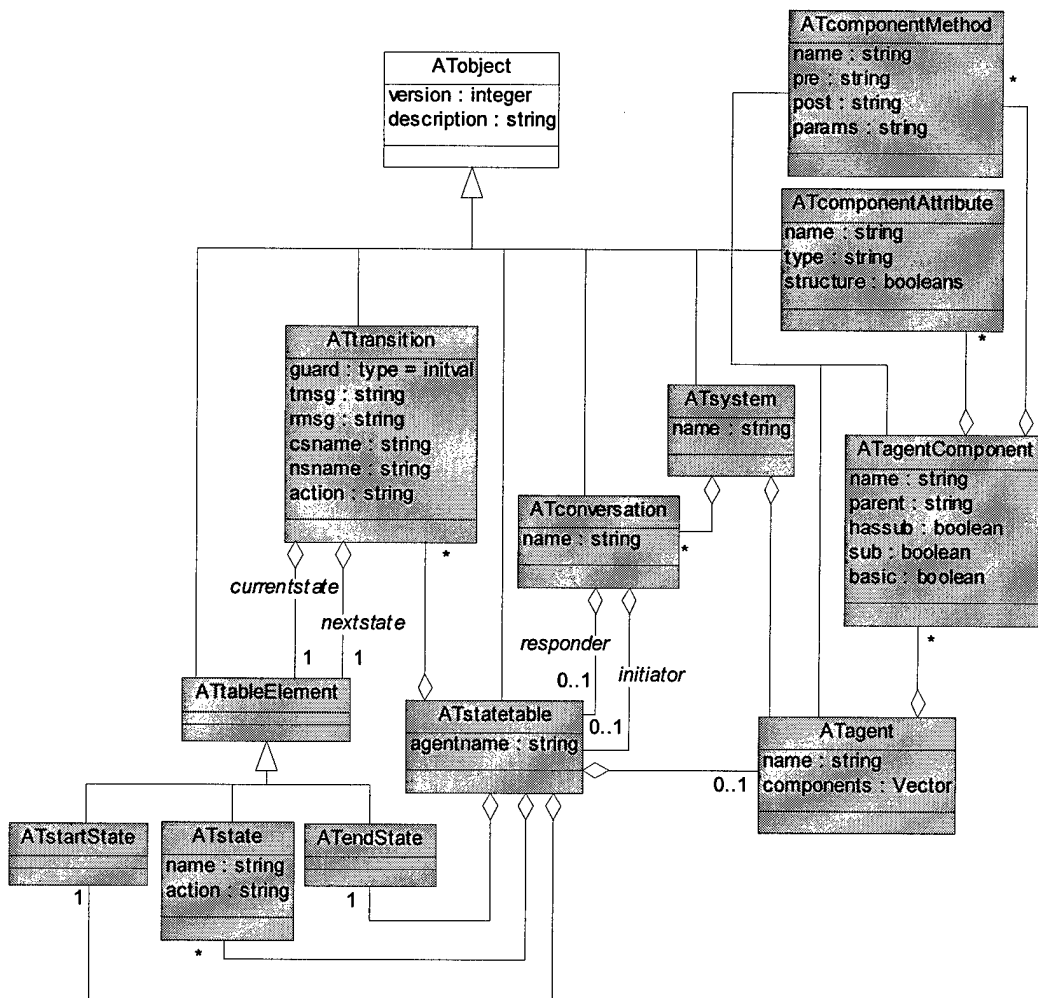 ATcomponentMethod
name : string
pre : string
post : string
params : string
*
ATobject
version : integer
description : string
ATcomponentAttribute
name : string
type : string
structure : booleans
*
ATtransition
guard : type = initval
tmsg : string
rmsg : string
csname : string
nsname : string
action : string
*
ATsystem
name : string
ATagentComponent
name : string
parent : string
hassub : boolean
sub : boolean
basic : boolean
*
ATconversation
name : string
*
currentstate
nextstate
1
1
responder
initiator
0..1
0..1
ATtableElement
ATstatetable
agentname : string
ATagent
name : string
components : Vector
0..1
ATstartState
1
ATstate
name : string
action : string
*
ATendState
1